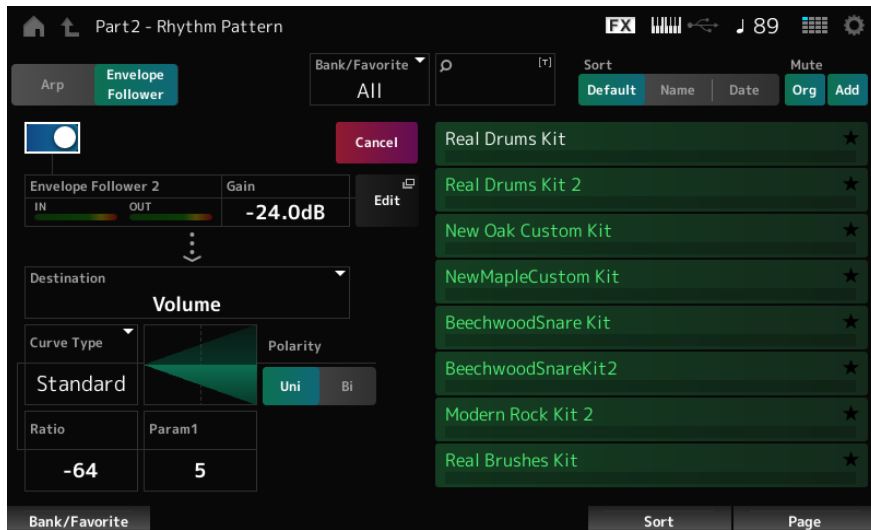 Part2 - Rhythm Pattern
FX
♩ 89
Arp
Envelope
Follower
Bank/Favorite
All
[T]
Sort
Default Name Date
Mute
Org Add
Cancel
Envelope Follower 2
IN OUT
Gain
-24.0dB
Edit
Destination
Volume
Curve Type
Standard
Polarity
Uni Bi
Ratio
-64
Param1
5
Real Drums Kit
Real Drums Kit 2
New Oak Custom Kit
NewMapleCustom Kit
BeechwoodSnare Kit
BeechwoodSnareKit2
Modern Rock Kit 2
Real Brushes Kit
Bank/Favorite
Sort
Page